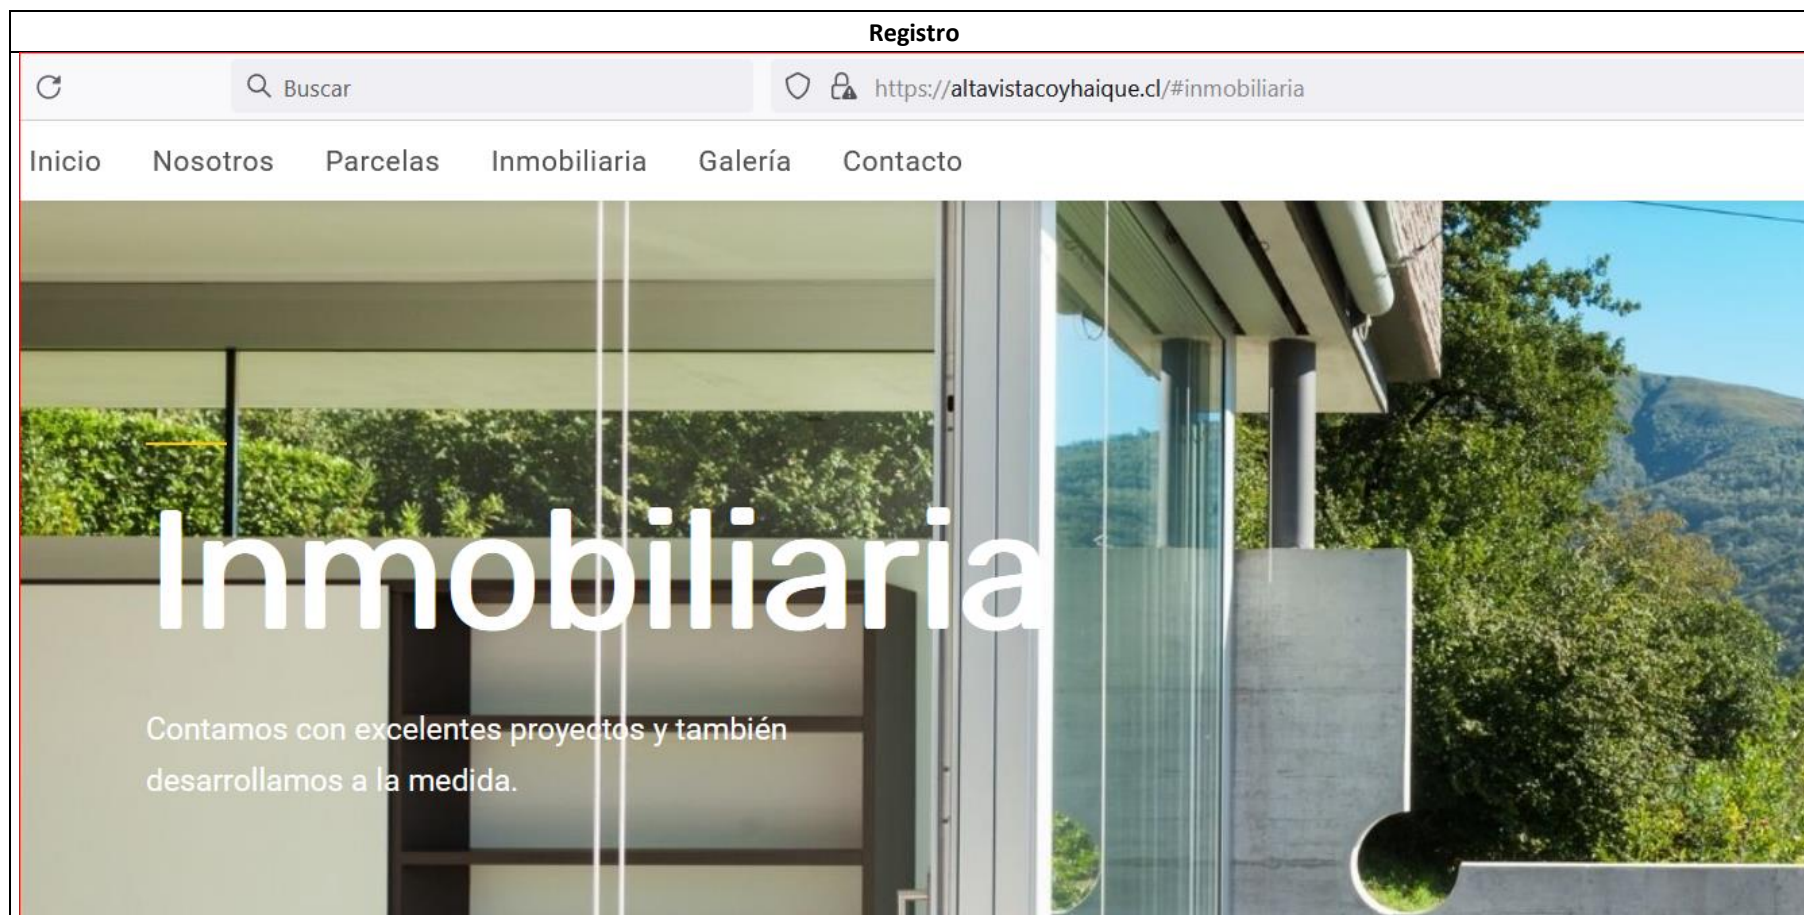 Registro
Buscar https://altavistacoyhaique.cl/#inmobiliaria
Inicio Nosotros Parcelas Inmobiliaria Galería Contacto
Inmobiliaria
Contamos con excelentes proyectos y también
desarrollamos a la medida.